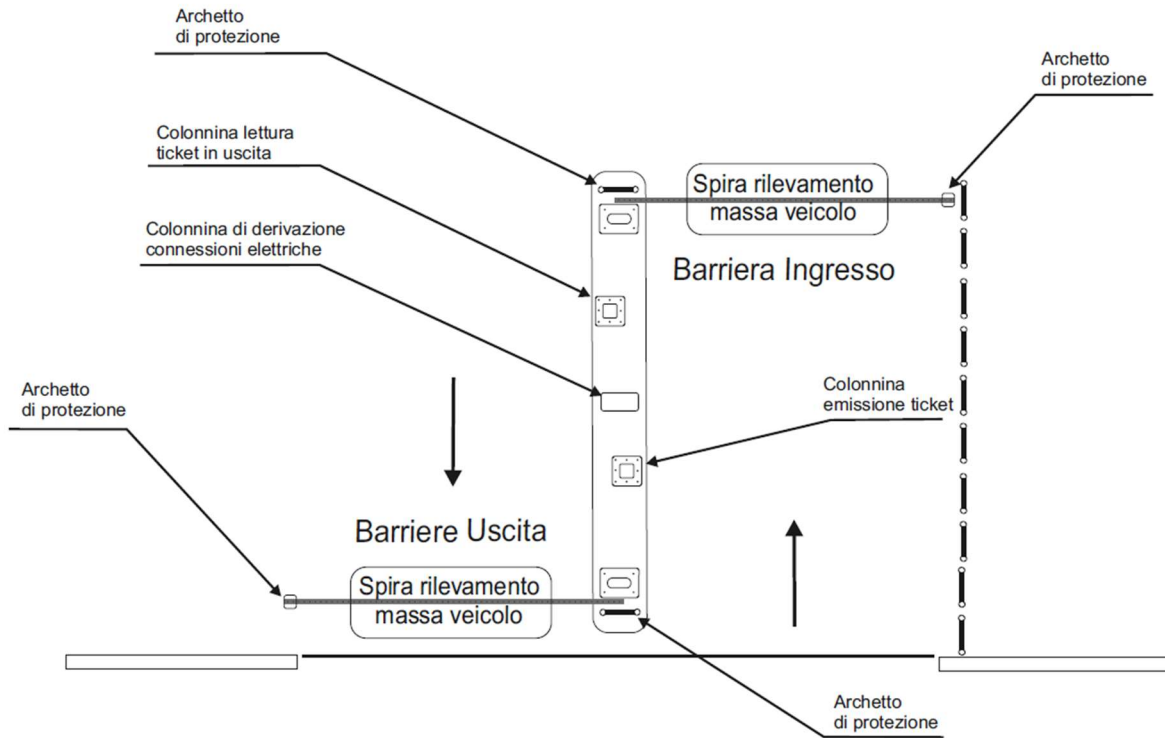 Archetto
di protezione
Archetto
di protezione
Colonnina lettura
ticket in uscita
Spira rilevamento
massa veicolo
Colonnina di derivazione
connessioni elettriche
Barriera Ingresso
Archetto
di protezione
Colonnina
emissione ticket
Barriere Uscita
Spira rilevamento
massa veicolo
Archetto
di protezione